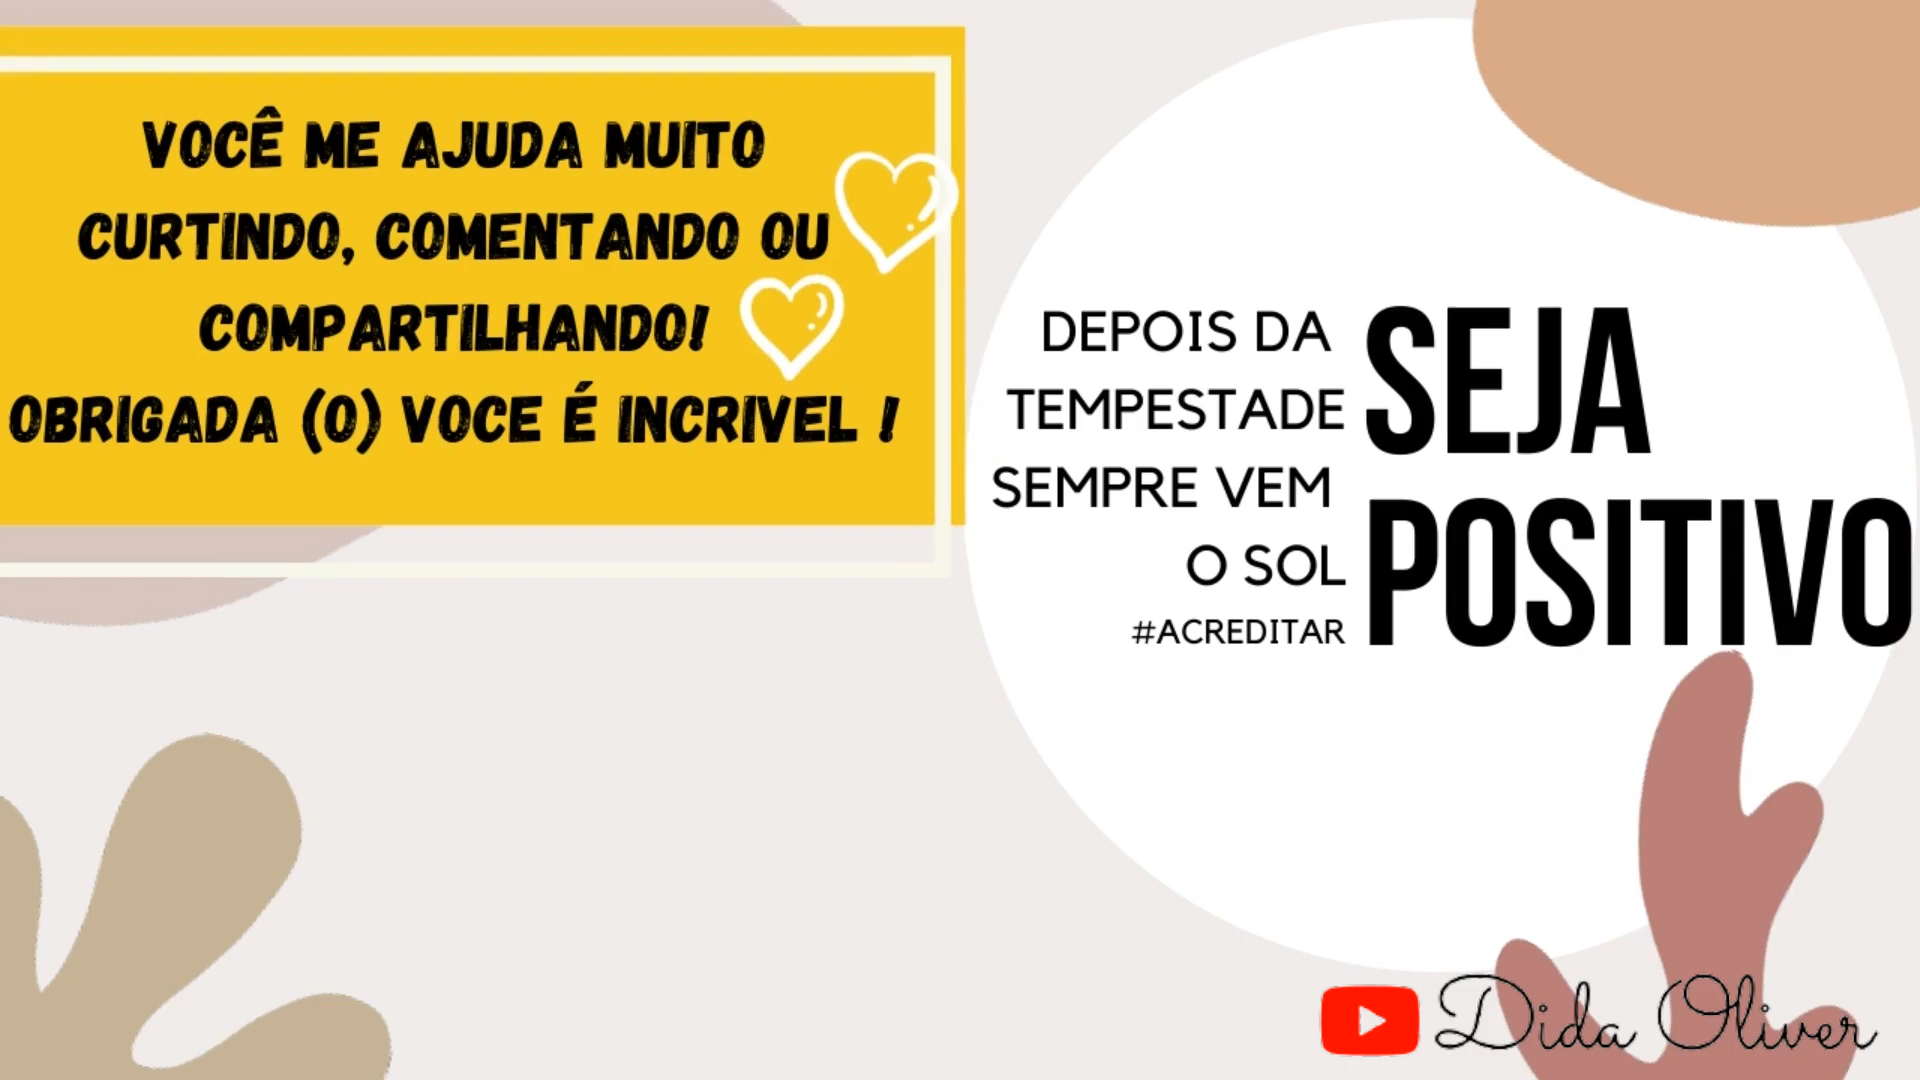 VOCÊ ME AJUDA MUITO
CURTINDO, COMENTANDO OU
COMPARTILHANDO!
OBRIGADA (O) VOCE É INCRIVEL !
DEPOIS DA
TEMPESTADE
SEMPRE VEM
O SOL
#ACREDITAR
SEJA
POSITIVO
Dida Oliver